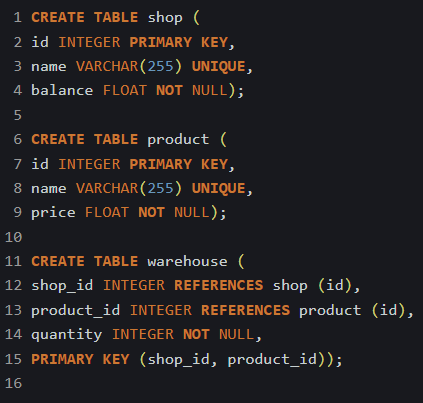 1 CREATE TABLE shop (
2 id INTEGER PRIMARY KEY,
3 name VARCHAR(255) UNIQUE,
4 balance FLOAT NOT NULL);
5
6 CREATE TABLE product (
7 id INTEGER PRIMARY KEY,
8 name VARCHAR(255) UNIQUE,
9 price FLOAT NOT NULL);
10
11 CREATE TABLE warehouse (
12 shop_id INTEGER REFERENCES shop (id),
13 product_id INTEGER REFERENCES product (id),
14 quantity INTEGER NOT NULL,
15 PRIMARY KEY (shop_id, product_id));
16